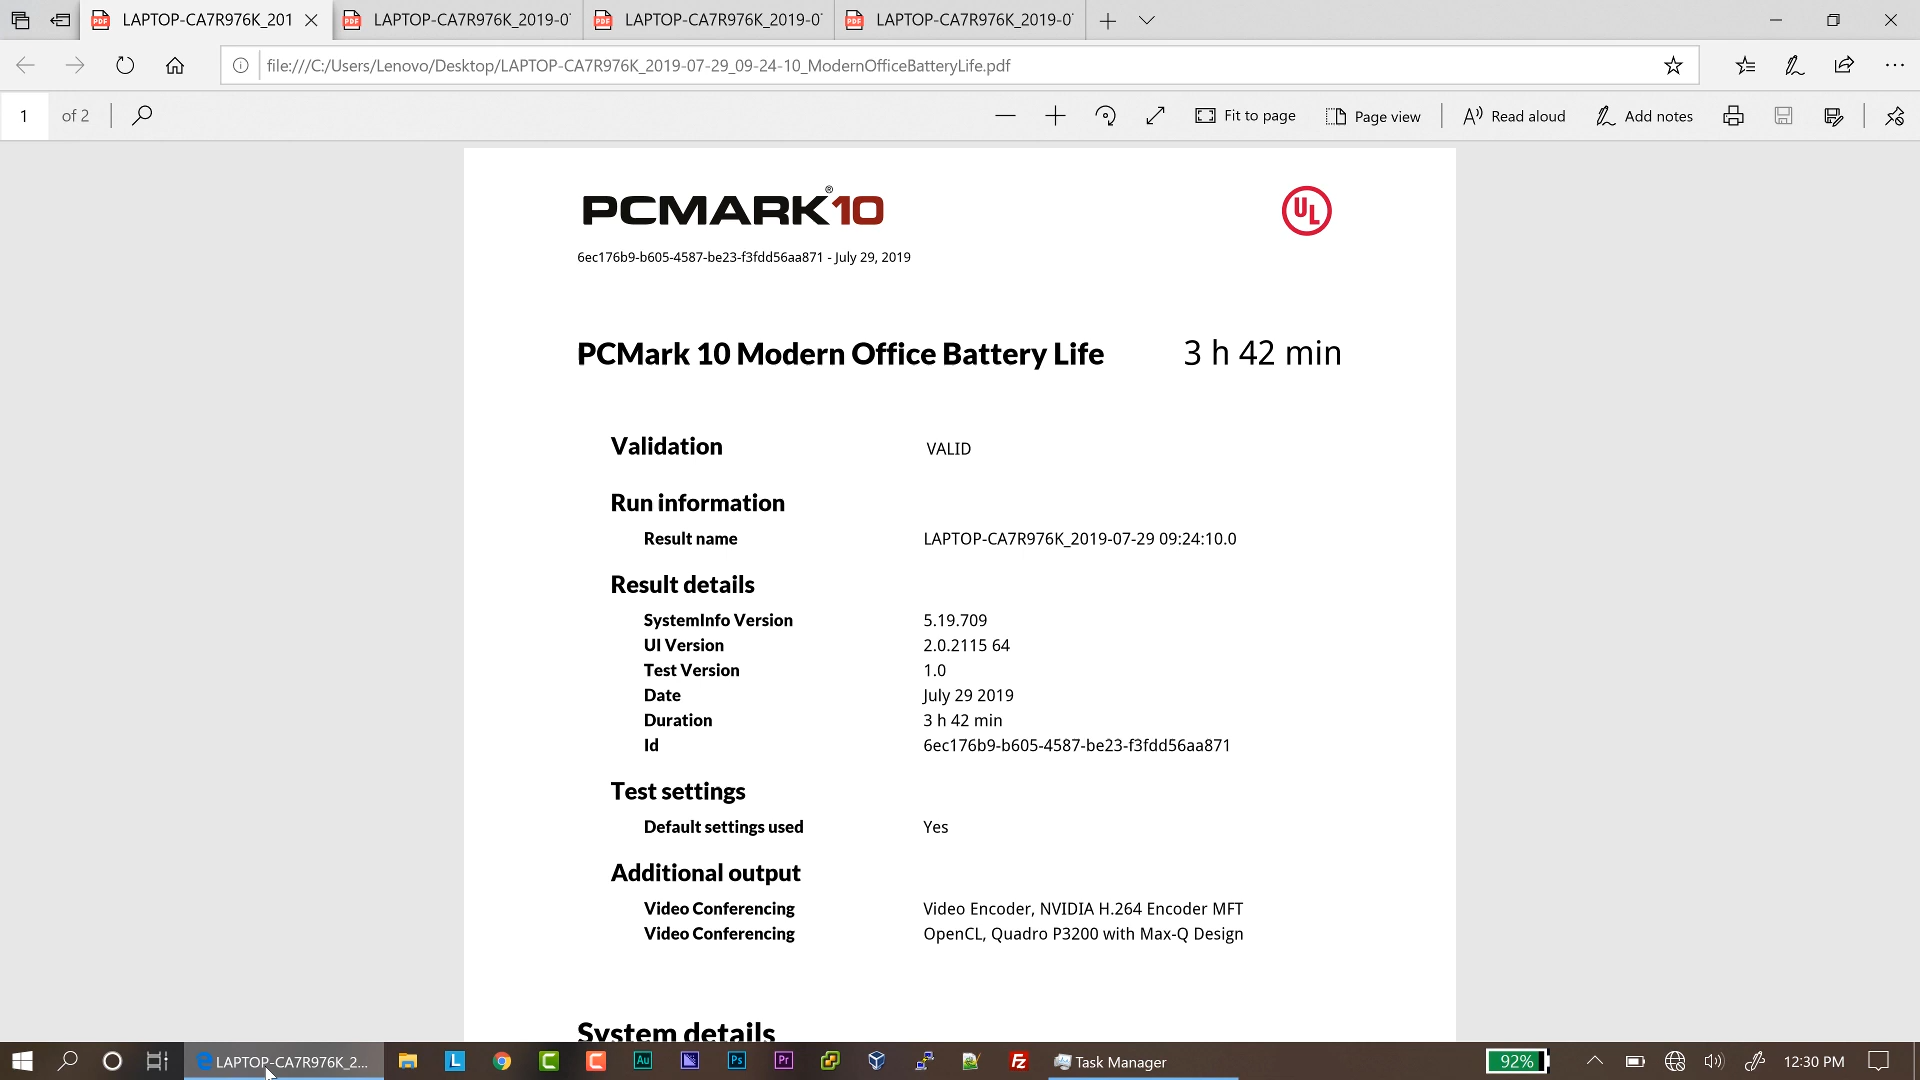 LAPTOP-CA7R976K_201
LAPTOP-CA7R976K_2019-0
LAPTOP-CA7R976K_2019-0
LAPTOP-CA7R976K_2019-0
file:///C:/Users/Lenovo/Desktop/LAPTOP-CA7R976K_2019-07-29_09-24-10_ModernOfficeBatteryLife.pdf
1 of 2
Fit to page
Page view
Read aloud
Add notes
PCMARK®10
UL
6ec176b9-b605-4587-be23-f3fdd56aa871 - July 29, 2019
PCMark 10 Modern Office Battery Life 3 h 42 min
Validation VALID
Run information
Result name LAPTOP-CA7R976K_2019-07-29 09:24:10.0
Result details
SystemInfo Version 5.19.709
UI Version 2.0.2115 64
Test Version 1.0
Date July 29 2019
Duration 3 h 42 min
Id 6ec176b9-b605-4587-be23-f3fdd56aa871
Test settings
Default settings used Yes
Additional output
Video Conferencing Video Encoder, NVIDIA H.264 Encoder MFT
Video Conferencing OpenCL, Quadro P3200 with Max-Q Design
System details
LAPTOP-CA7R976K_2...
L
Au
Ps
Pr
Fz
Task Manager
92%
12:30 PM